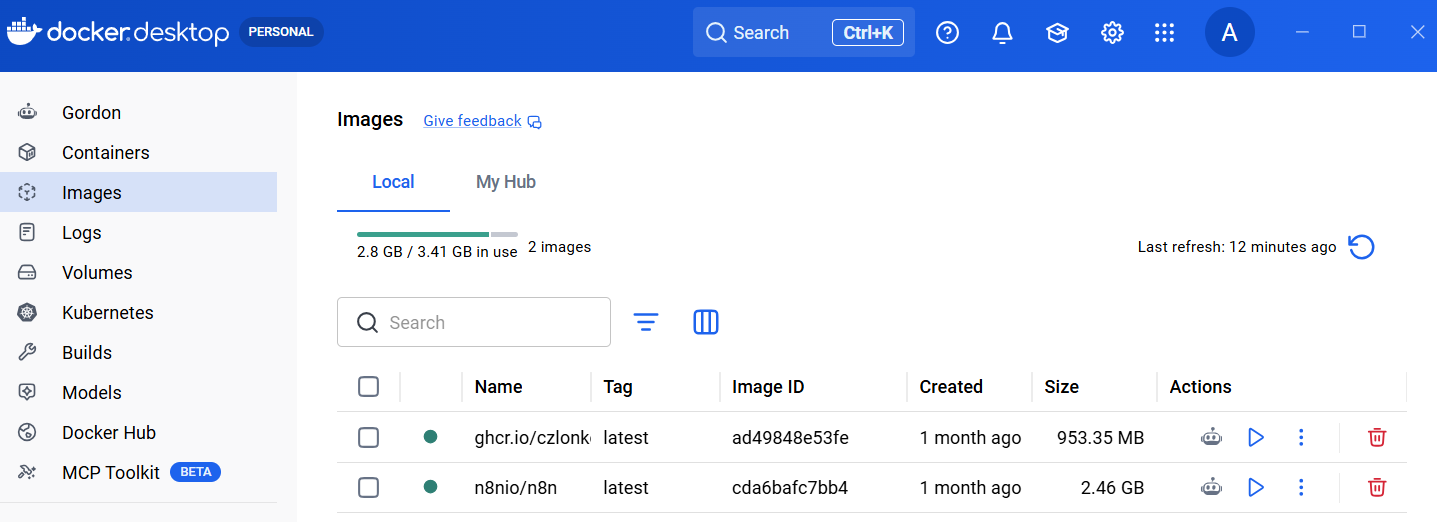 docker.desktop PERSONAL Search Ctrl+K A
Gordon
Containers
Images
Logs
Volumes
Kubernetes
Builds
Models
Docker Hub
MCP Toolkit BETA
Images Give feedback
Local My Hub
2.8 GB / 3.41 GB in use 2 images Last refresh: 12 minutes ago
Search
Name Tag Image ID Created Size Actions
ghcr.io/czlonk latest ad49848e53fe 1 month ago 953.35 MB
n8nio/n8n latest cda6bafc7bb4 1 month ago 2.46 GB